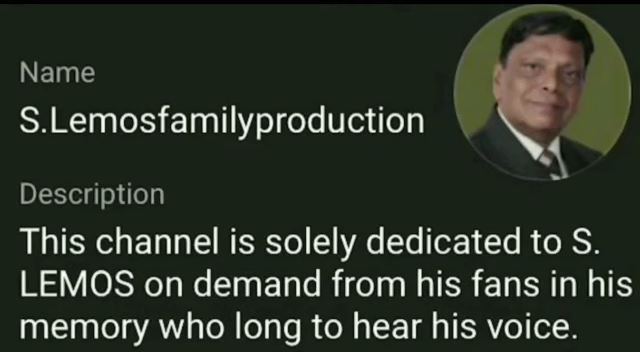 Name
S.Lemosfamilyproduction
Description
This channel is solely dedicated to S.
LEMOS on demand from his fans in his
memory who long to hear his voice.